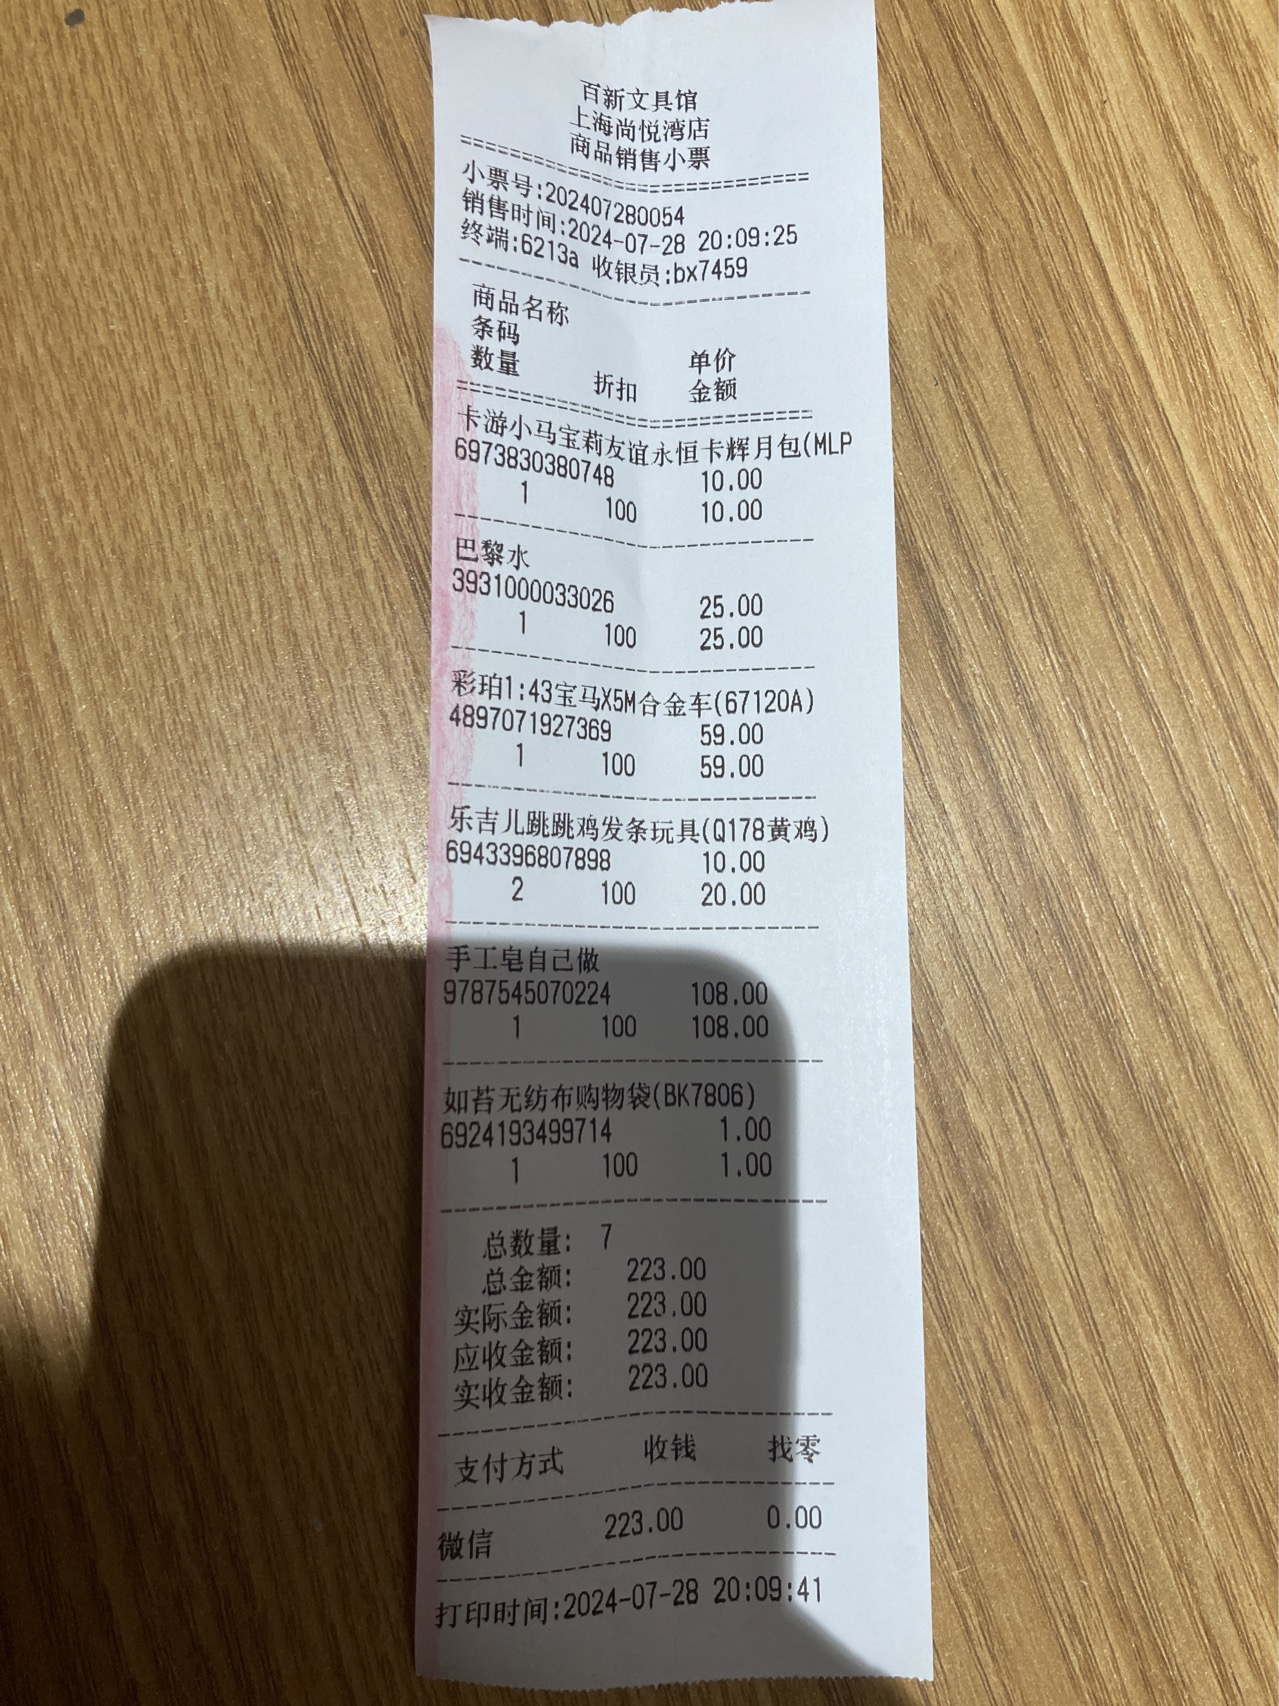 百新文具馆
上海尚悦湾店
商品销售小票
================================
小票号:202407280054
销售时间:2024-07-28 20:09:25
终端:6213a 收银员:bx7459
--------------------------------
商品名称
条码 单价
数量 折扣 金额
================================
卡游小马宝莉友谊永恒卡辉月包(MLP
6973830380748 10.00
1 100 10.00
--------------------------------
巴黎水
3931000033026 25.00
1 100 25.00
--------------------------------
彩珀1:43宝马X5M合金车(67120A)
4897071927369 59.00
1 100 59.00
--------------------------------
乐吉儿跳跳鸡发条玩具(Q178黄鸡)
6943396807898 10.00
2 100 20.00
--------------------------------
手工皂自己做
9787545070224 108.00
1 100 108.00
--------------------------------
如苔无纺布购物袋(BK7806)
6924193499714 1.00
1 100 1.00
--------------------------------
总数量: 7
总金额: 223.00
实际金额: 223.00
应收金额: 223.00
实收金额: 223.00
--------------------------------
支付方式 收钱 找零
--------------------------------
微信 223.00 0.00
--------------------------------
打印时间:2024-07-28 20:09:41